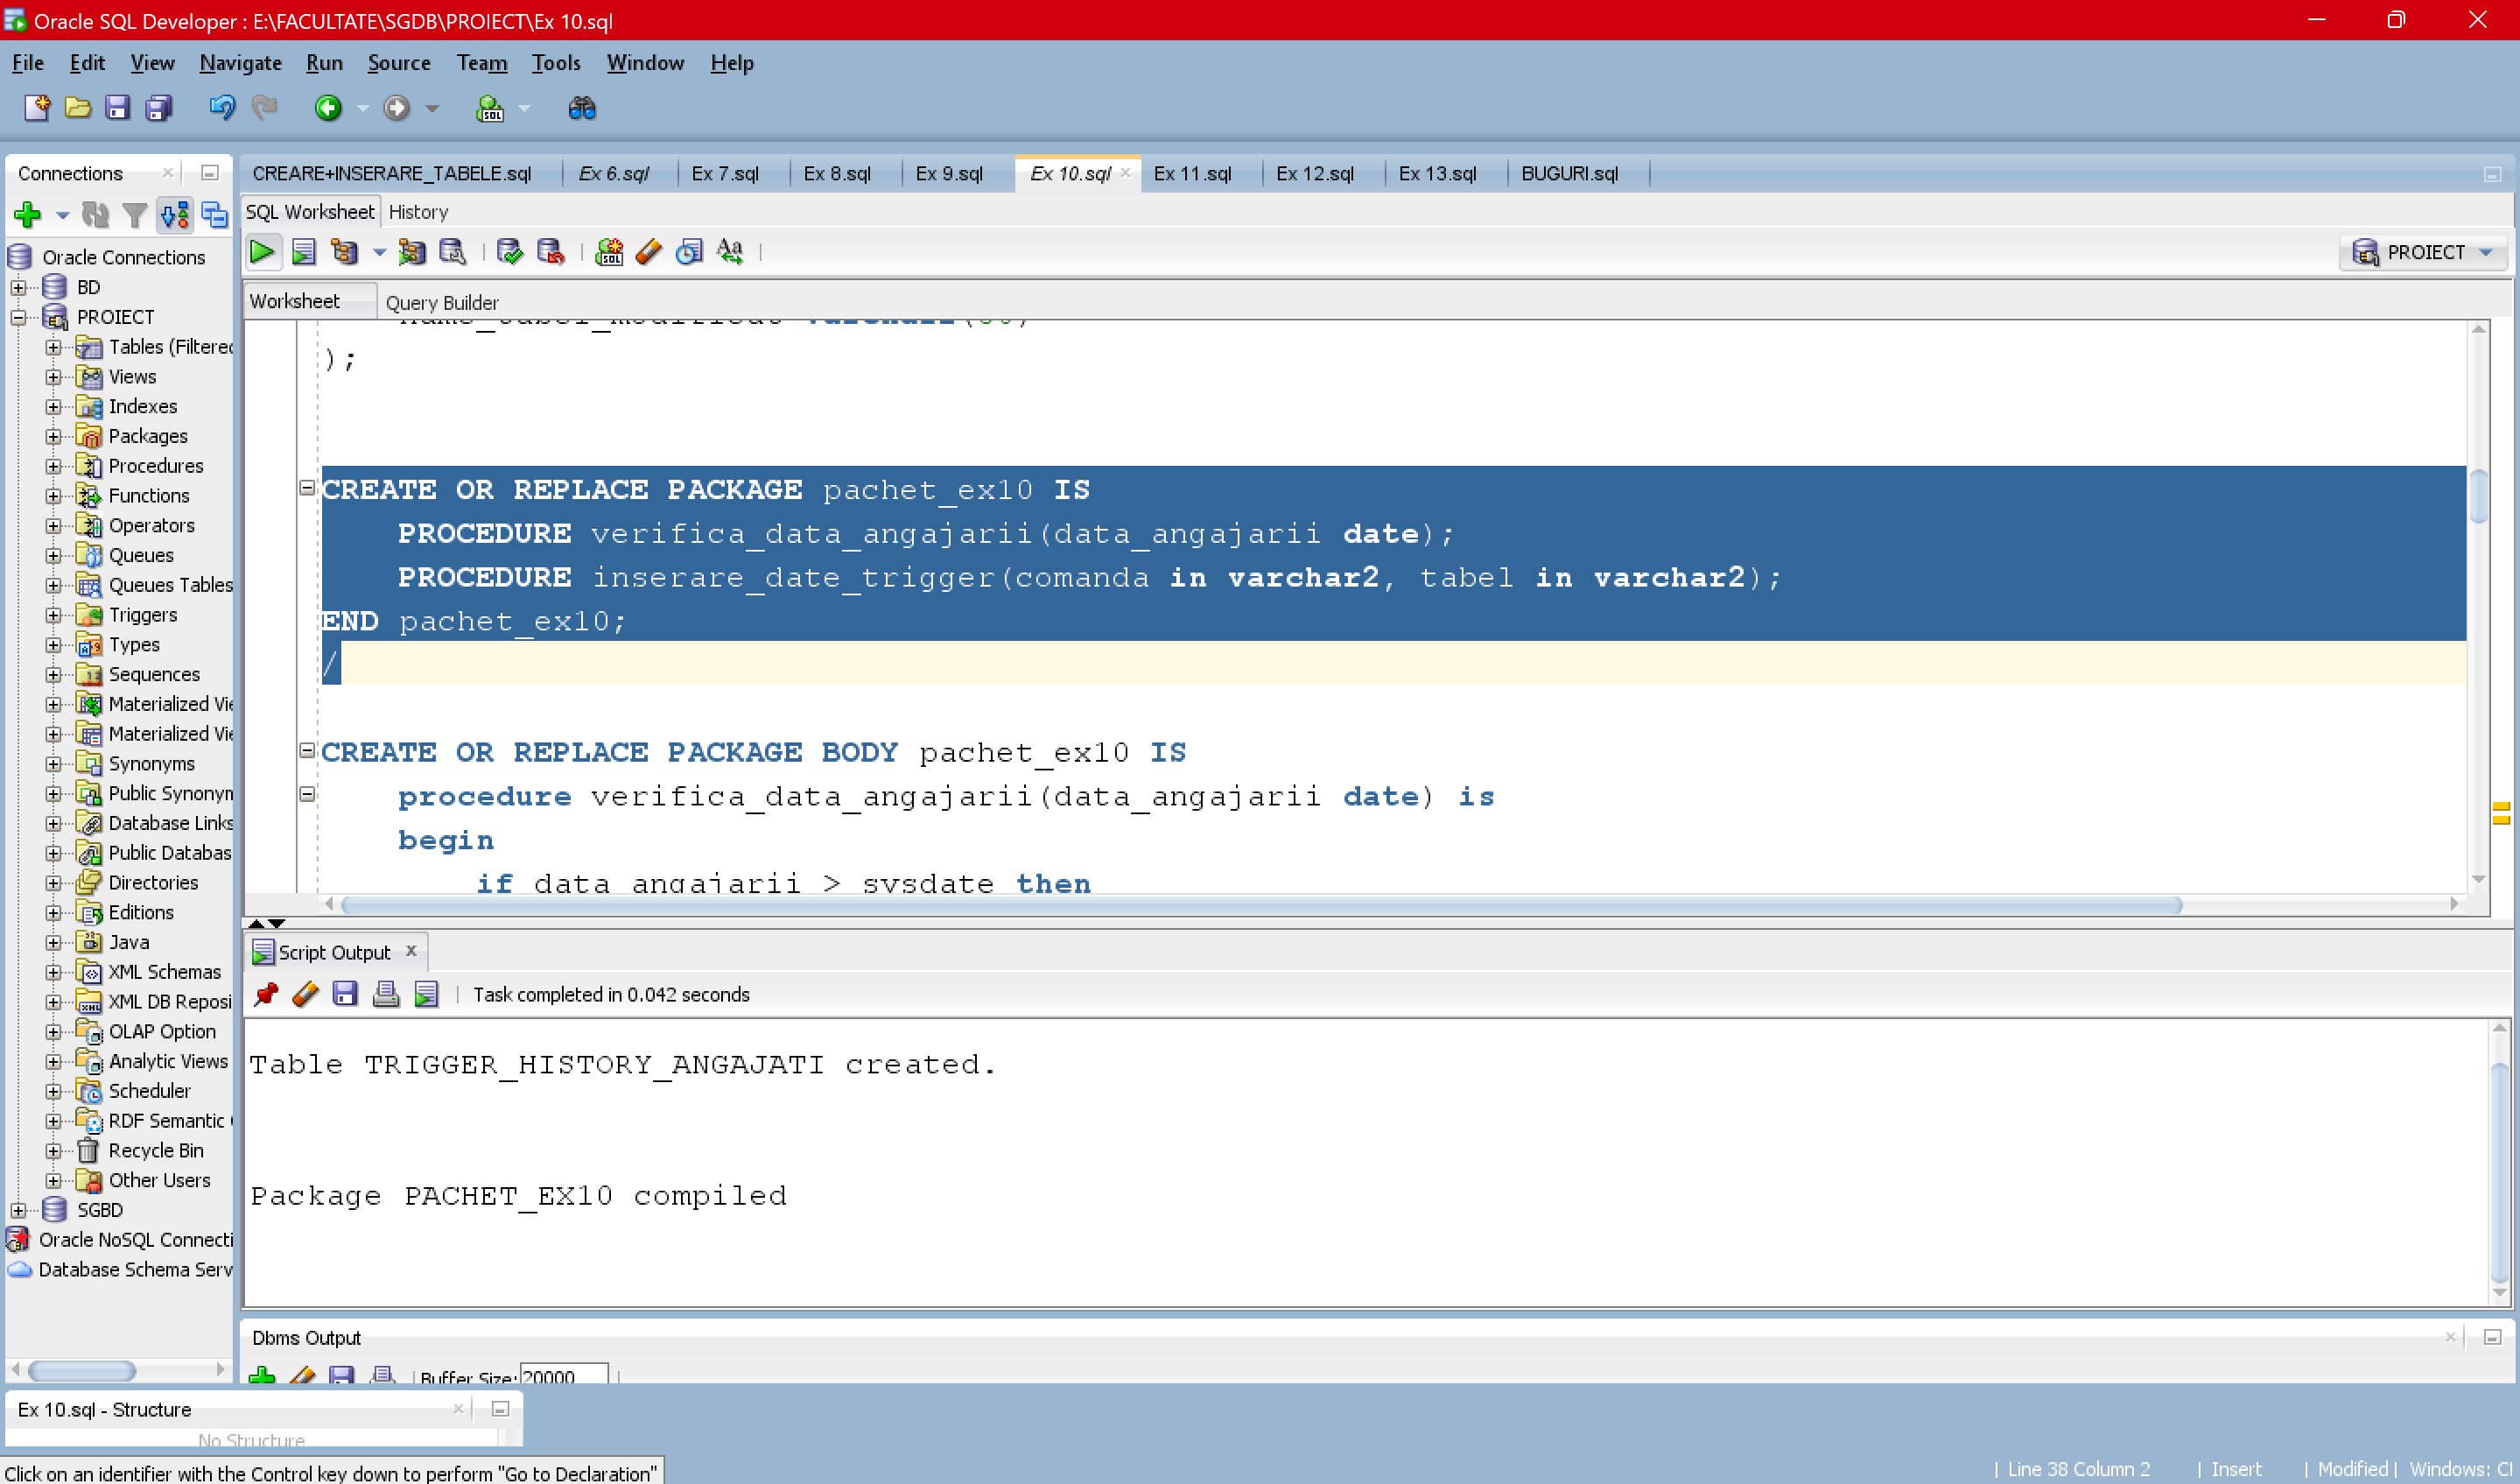 Oracle SQL Developer : E:\FACULTATE\SGDB\PROIECT\Ex 10.sql
File Edit View Navigate Run Source Team Tools Window Help
Connections
CREARE+INSERARE_TABELE.sql Ex 6.sql Ex 7.sql Ex 8.sql Ex 9.sql Ex 10.sql Ex 11.sql Ex 12.sql Ex 13.sql BUGURI.sql
SQL Worksheet History
PROIECT
Worksheet Query Builder
Oracle Connections
BD
PROIECT
Tables (Filtered
Views
Indexes
Packages
Procedures
Functions
Operators
Queues
Queues Tables
Triggers
Types
Sequences
Materialized Vie
Materialized Vie
Synonyms
Public Synonym
Database Links
Public Databas
Directories
Editions
Java
XML Schemas
XML DB Reposi
OLAP Option
Analytic Views
Scheduler
RDF Semantic
Recycle Bin
Other Users
SGBD
Oracle NoSQL Connecti
Database Schema Serv
);
CREATE OR REPLACE PACKAGE pachet_ex10 IS
PROCEDURE verifica_data_angajarii(data_angajarii date);
PROCEDURE inserare_date_trigger(comanda in varchar2, tabel in varchar2);
END pachet_ex10;
/
CREATE OR REPLACE PACKAGE BODY pachet_ex10 IS
procedure verifica_data_angajarii(data_angajarii date) is
begin
if data_angajarii > sysdate then
Script Output
Task completed in 0.042 seconds
Table TRIGGER_HISTORY_ANGAJATI created.
Package PACHET_EX10 compiled
Dbms Output
Buffer Size: 20000
Ex 10.sql - Structure
No Structure
Click on an identifier with the Control key down to perform "Go to Declaration"
| Line 38 Column 2 | Insert | Modified | Windows: CI